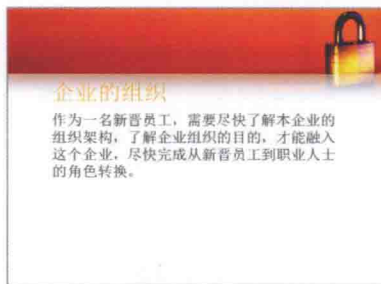 企业的组织
作为一名新晋员工，需要尽快了解本企业的
组织架构，了解企业组织的目的，才能融入
这个企业，尽快完成从新晋员工到职业人士
的角色转换。